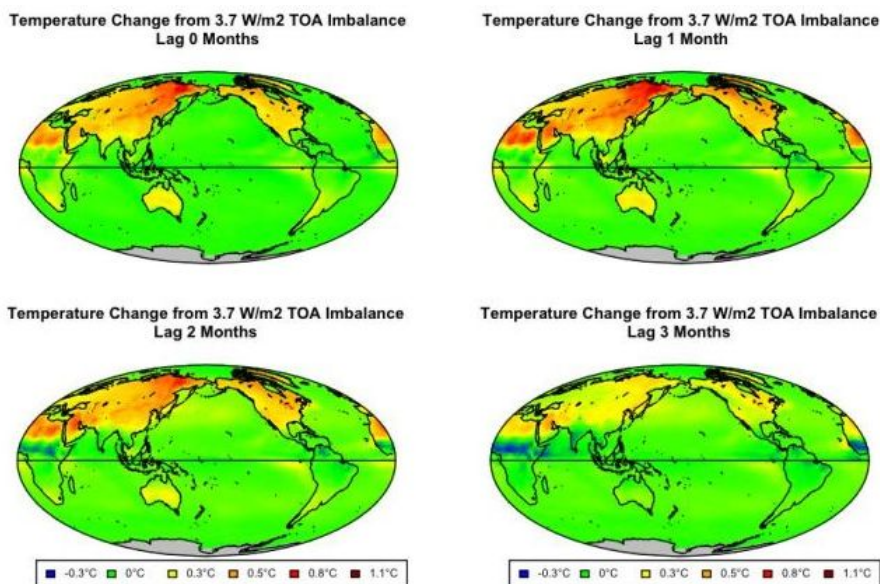 Temperature Change from 3.7 W/m2 TOA Imbalance
Lag 0 Months
Temperature Change from 3.7 W/m2 TOA Imbalance
Lag 1 Month
Temperature Change from 3.7 W/m2 TOA Imbalance
Lag 2 Months
Temperature Change from 3.7 W/m2 TOA Imbalance
Lag 3 Months
-0.3°C 0°C 0.3°C 0.5°C 0.8°C 1.1°C
-0.3°C 0°C 0.3°C 0.5°C 0.8°C 1.1°C